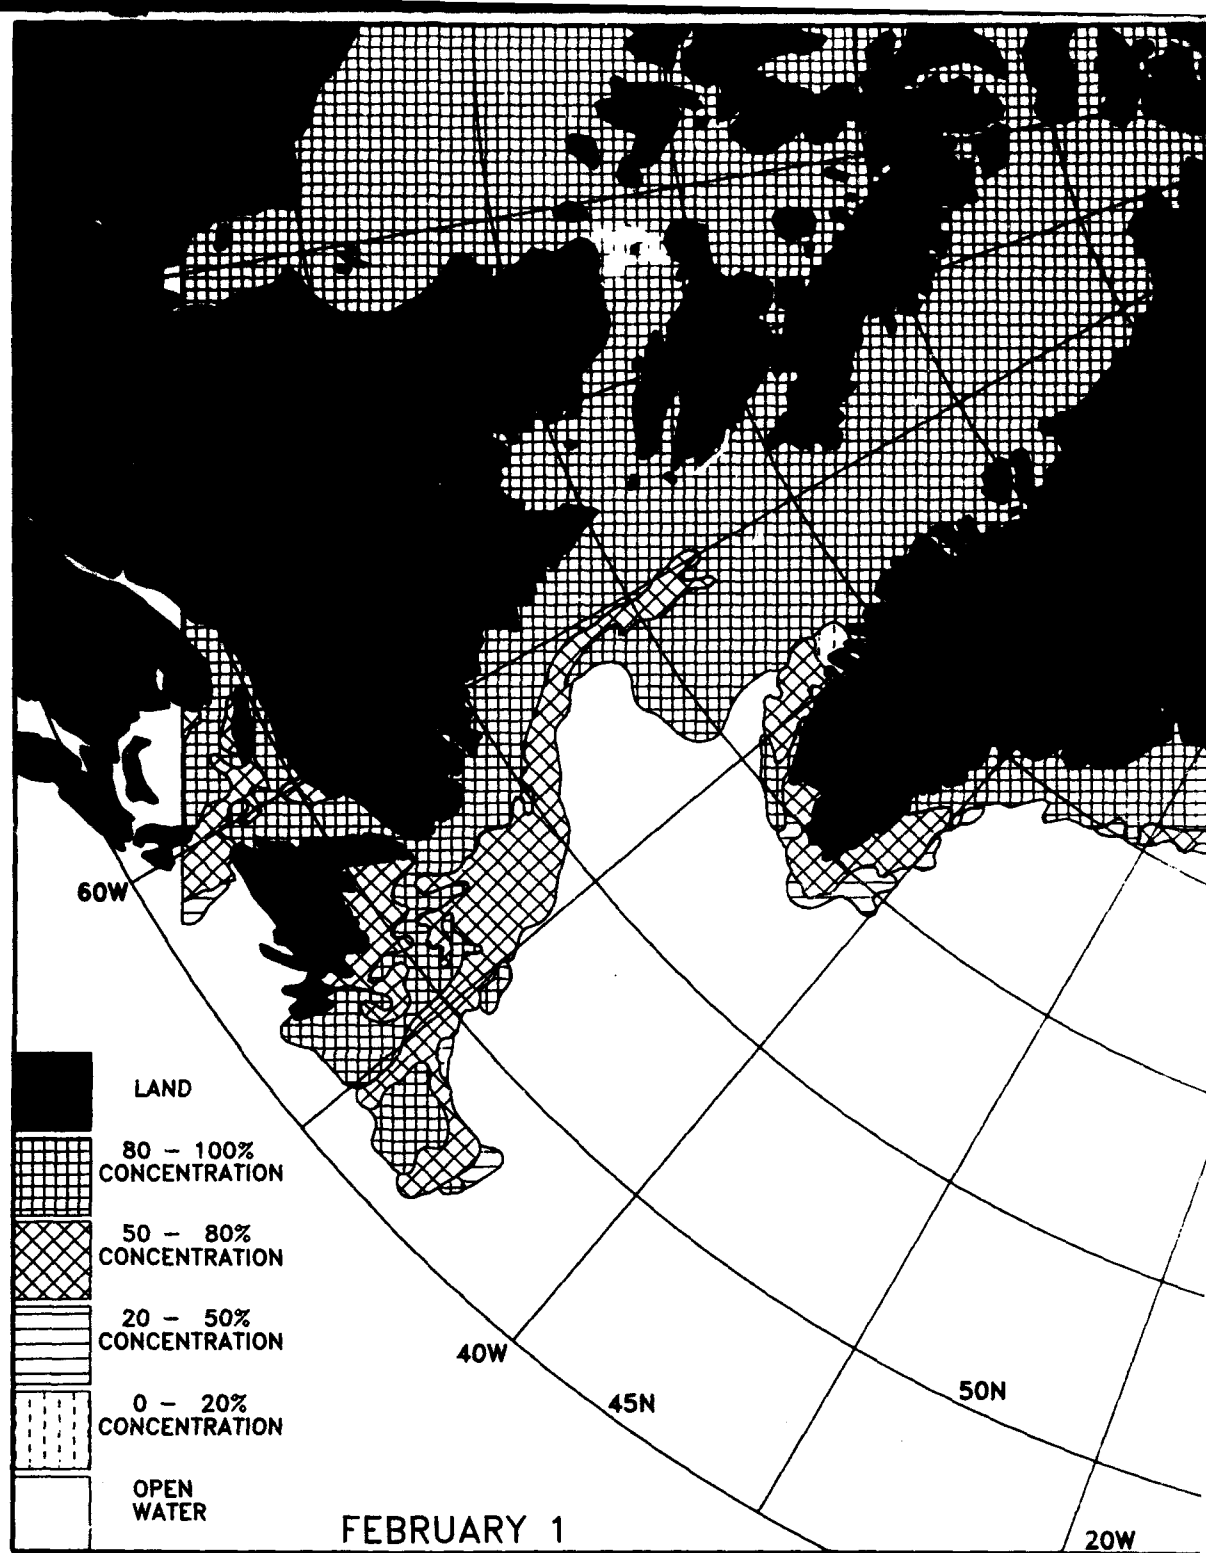 60W
LAND
80 - 100%
CONCENTRATION
50 - 80%
CONCENTRATION
20 - 50%
CONCENTRATION
40W
45N
50N
0 - 20%
CONCENTRATION
OPEN
WATER
FEBRUARY 1
20W